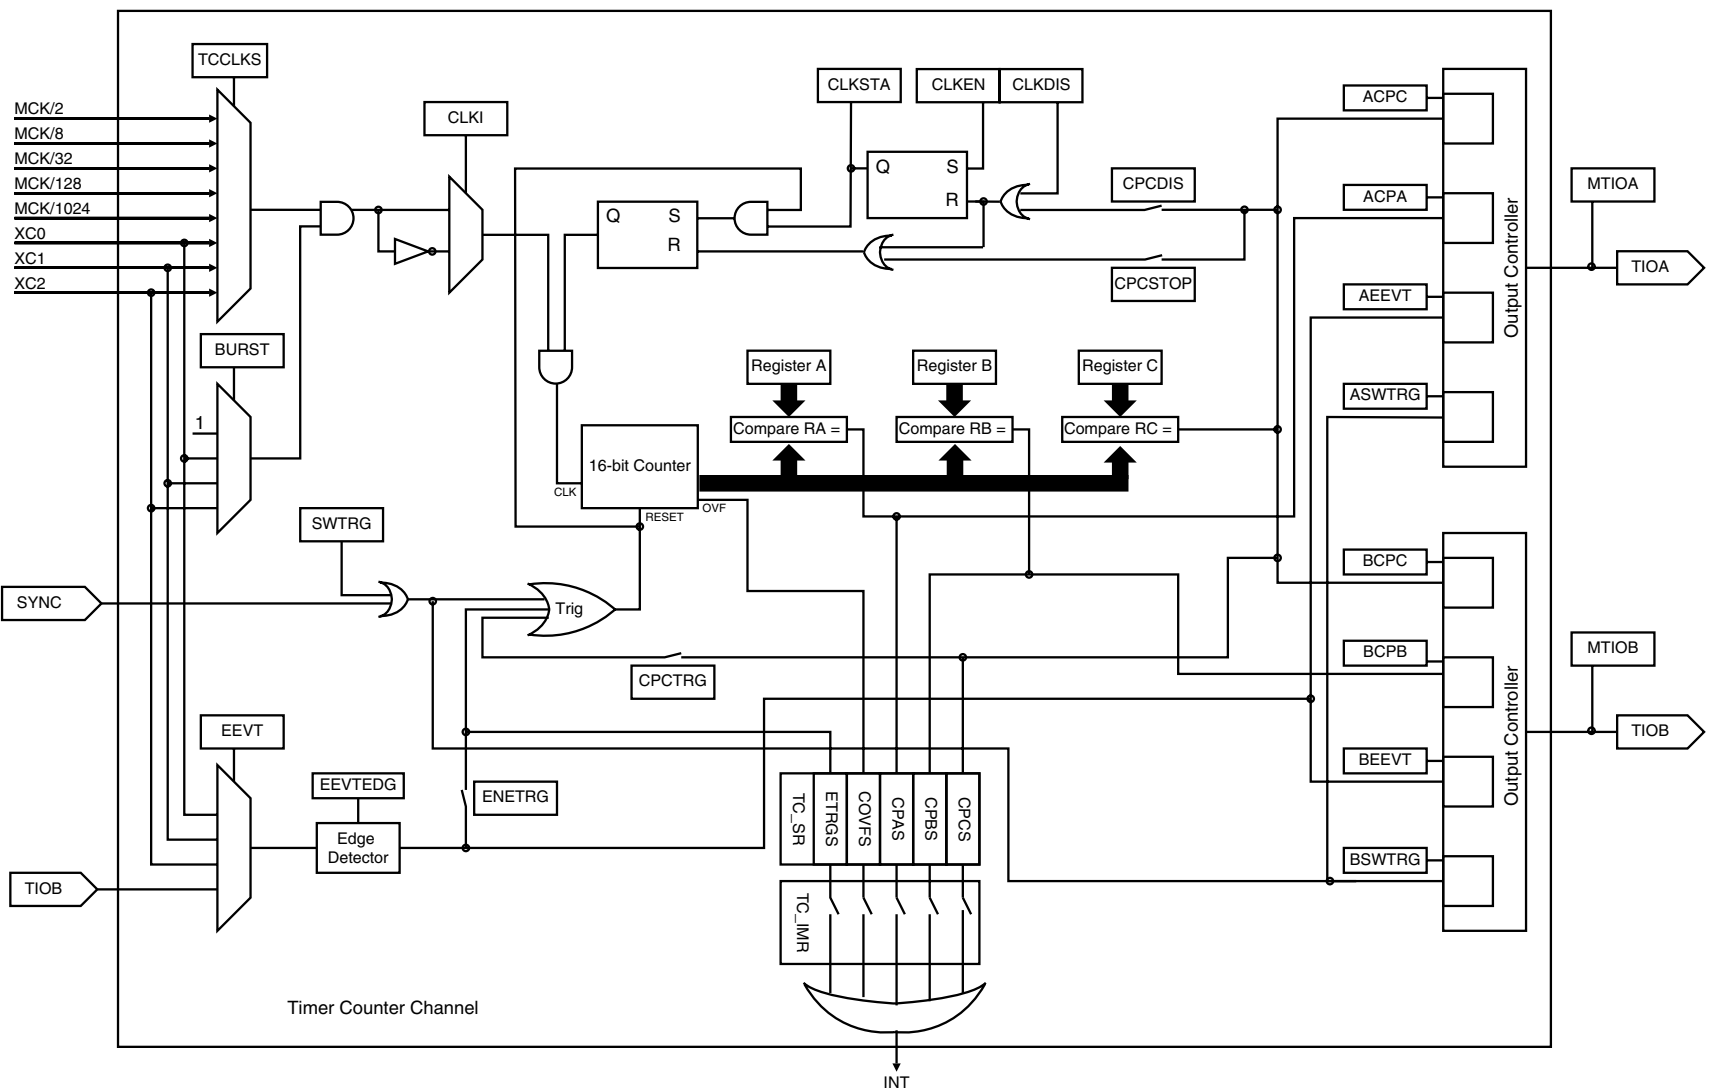 TCCLKS
MCK/2
MCK/8
MCK/32
MCK/128
MCK/1024
XC0
XC1
XC2
CLKI
CLKSTA
CLKEN
CLKDIS
Q
S
R
Q
S
R
CPCDIS
CPCSTOP
ACPC
ACPA
AEEVT
ASWTRG
Output Controller
MTIOA
TIOA
BURST
1
Register A
Register B
Register C
Compare RA =
Compare RB =
Compare RC =
16-bit Counter
CLK
RESET
OVF
SWTRG
SYNC
Trig
CPCTRG
BCPC
BCPB
BEEVT
BSWTRG
Output Controller
MTIOB
TIOB
EEVT
EEVTEDG
Edge
Detector
ENETRG
TIOB
TC_SR
ETRGS
COVFS
CPAS
CPBS
CPCS
TC_IMR
Timer Counter Channel
INT